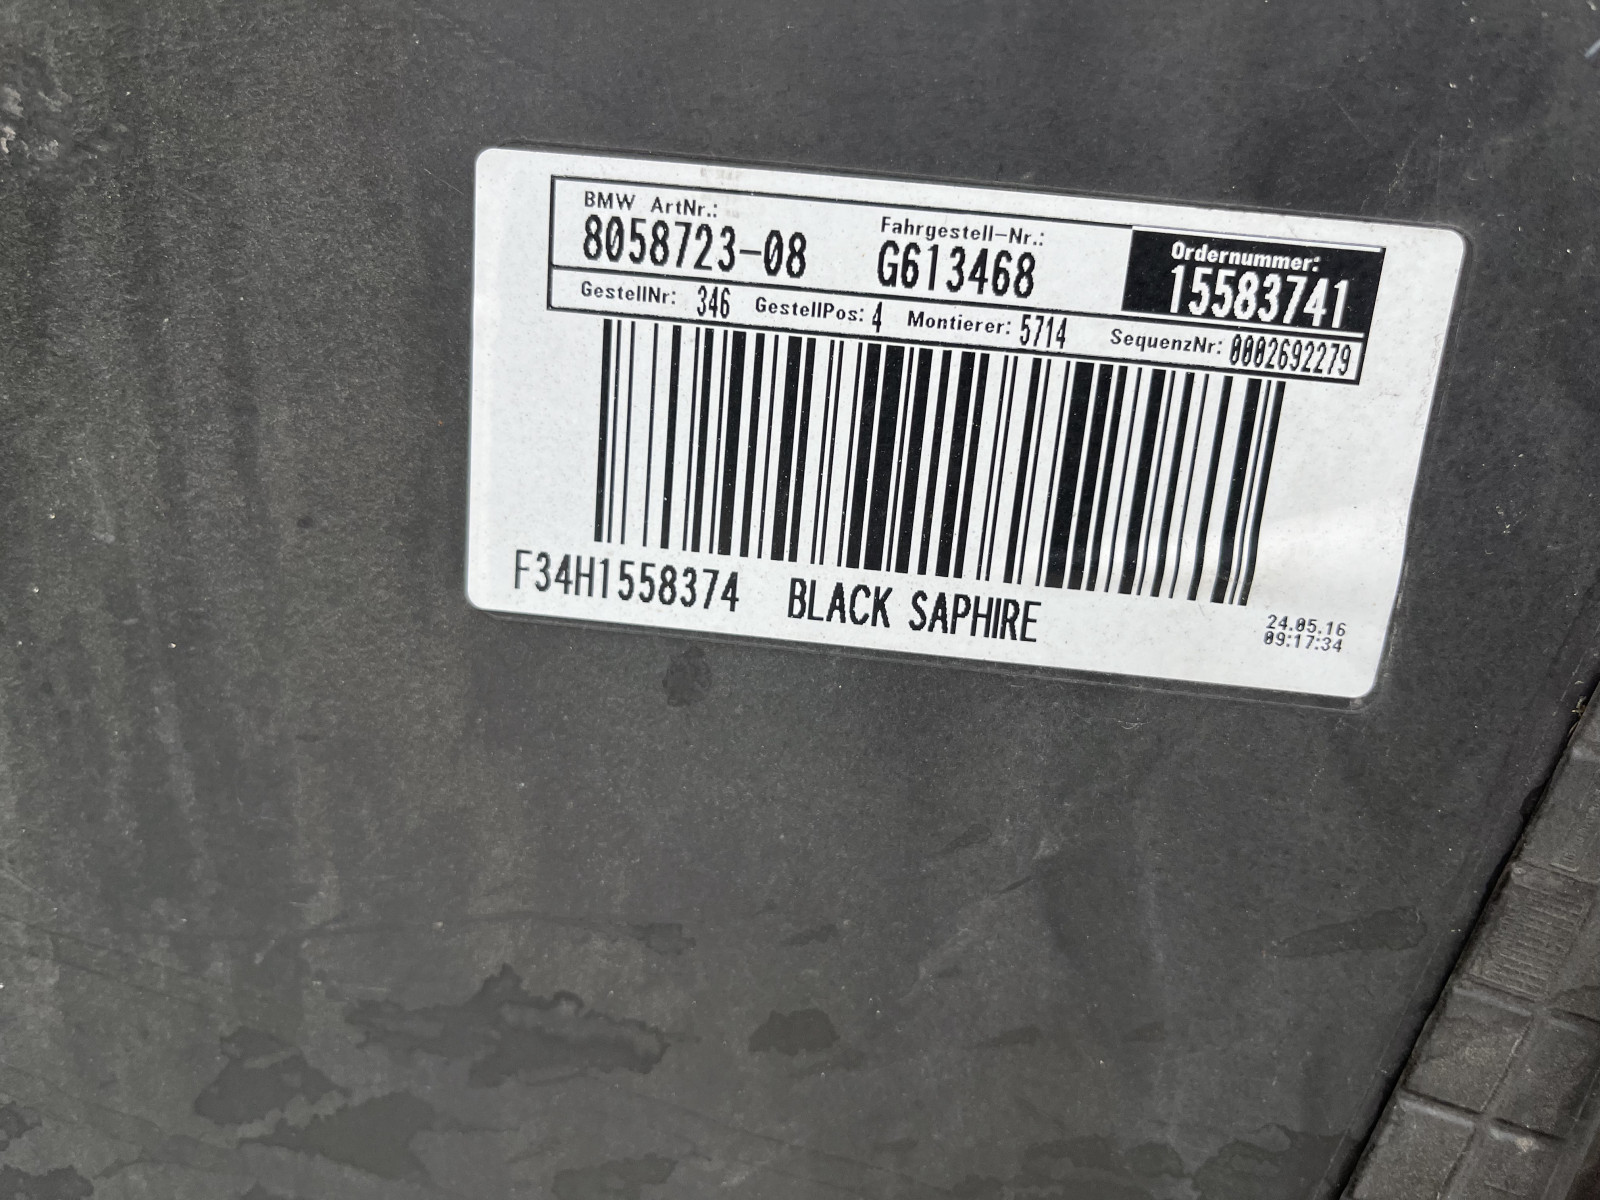 BMW ArtNr.: Fahrgestell-Nr.: Ordernummer:
8058723-08 G613468 15583741
GestellNr: 346 GestellPos: 4 Montierer: 5714 SequenzNr: 0002692279
F34H1558374 BLACK SAPHIRE
24.05.16
09:17:34